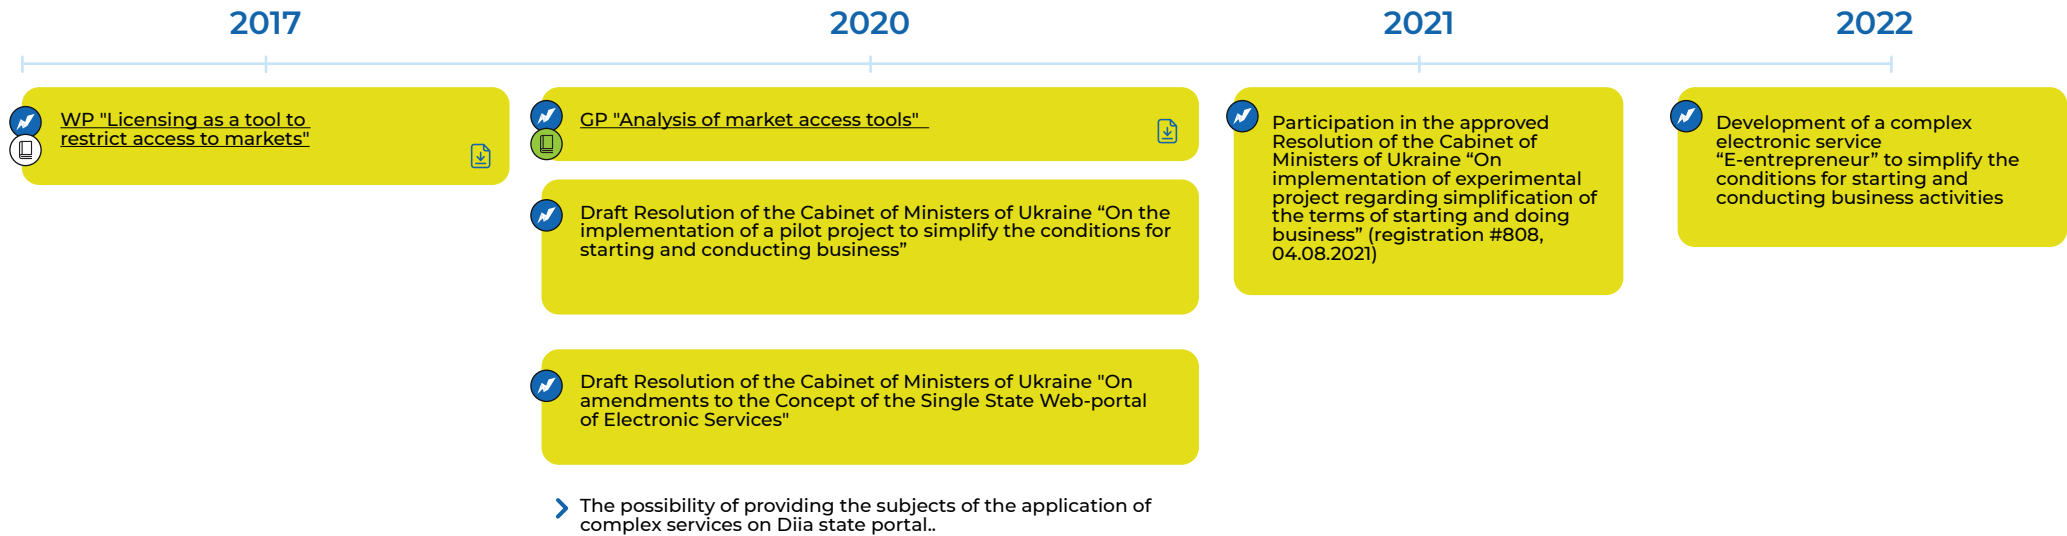 2017
2020
2021
2022
WP "Licensing as a tool to
restrict access to markets"
GP "Analysis of market access tools"
Draft Resolution of the Cabinet of Ministers of Ukraine “On the
implementation of a pilot project to simplify the conditions for
starting and conducting business”
Draft Resolution of the Cabinet of Ministers of Ukraine "On
amendments to the Concept of the Single State Web-portal
of Electronic Services"
The possibility of providing the subjects of the application of
complex services on Diia state portal..
Participation in the approved
Resolution of the Cabinet of
Ministers of Ukraine “On
implementation of experimental
project regarding simplification of
the terms of starting and doing
business” (registration #808,
04.08.2021)
Development of a complex
electronic service
“E-entrepreneur” to simplify the
conditions for starting and
conducting business activities